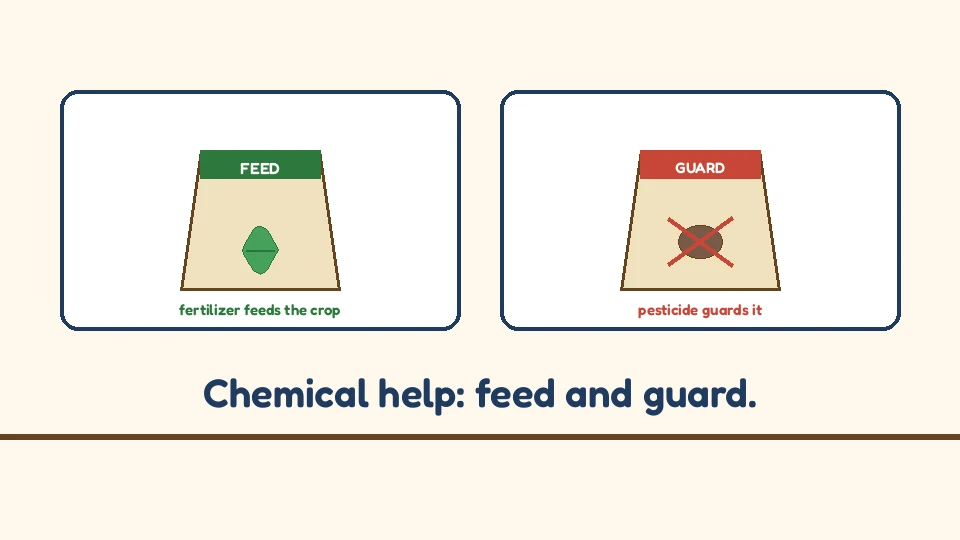 FEED
fertilizer feeds the crop
GUARD
pesticide guards it
Chemical help: feed and guard.